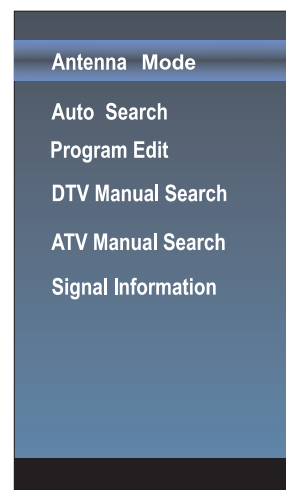 Antenna Mode
Auto Search
Program Edit
DTV Manual Search
ATV Manual Search
Signal Information